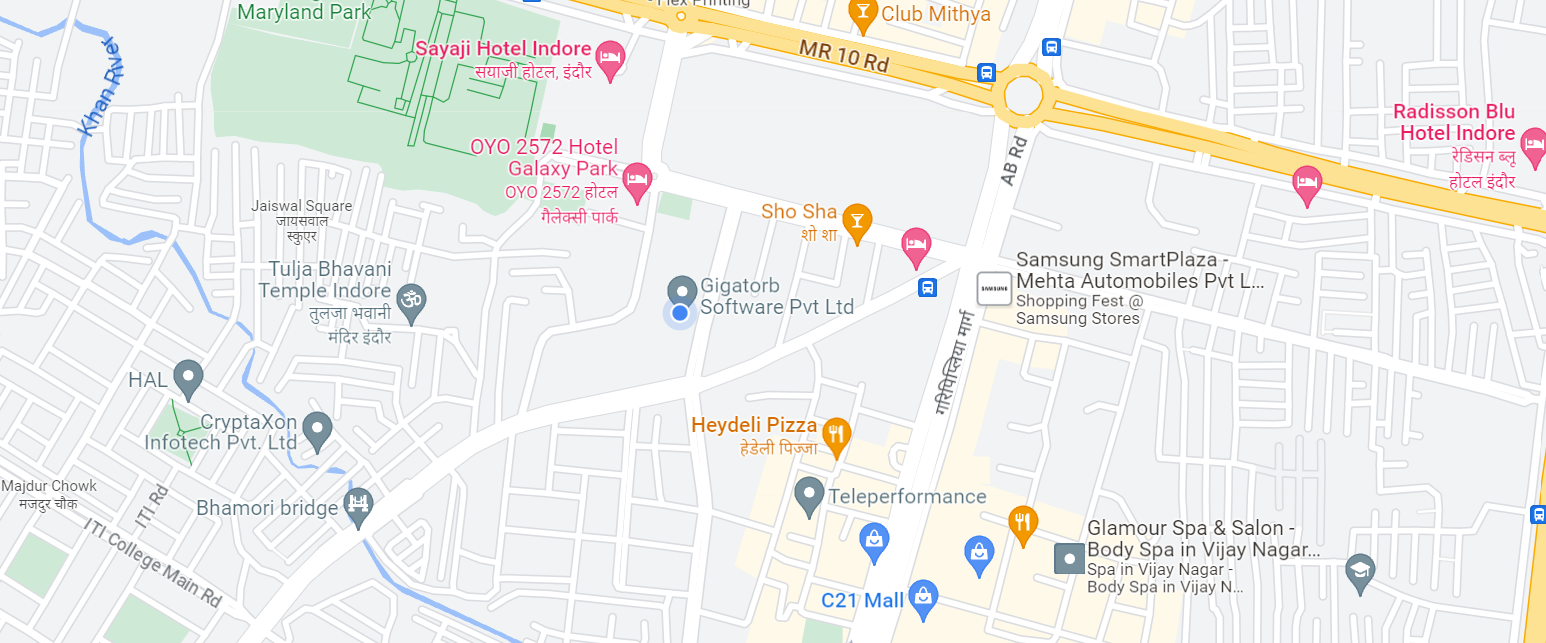 Flex Printing
Maryland Park
Club Mithya
Khan River
Sayaji Hotel Indore
सयाजी होटल, इंदौर
MR 10 Rd
Radisson Blu
Hotel Indore
रेडिसन ब्लू
होटल इंदौर
OYO 2572 Hotel
Galaxy Park
OYO 2572 होटल
गैलेक्सी पार्क
AB Rd
Jaiswal Square
जायसवाल
स्कुएर
Sho Sha
शो शा
Tulja Bhavani
Temple Indore
तुलजा भवानी
मंदिर इंदौर
Gigatorb
Software Pvt Ltd
SAMSUNG
Samsung SmartPlaza -
Mehta Automobiles Pvt L...
Shopping Fest @
Samsung Stores
HAL
CryptaXon
Infotech Pvt. Ltd
Heydeli Pizza
हेडेली पिज्जा
Majdur Chowk
मजदुर चौक
ITI Rd
Bhamori bridge
Teleperformance
ITI College Main Rd
Glamour Spa & Salon -
Body Spa in Vijay Nagar...
Spa in Vijay Nagar -
Body Spa in Vijay N...
C21 Mall